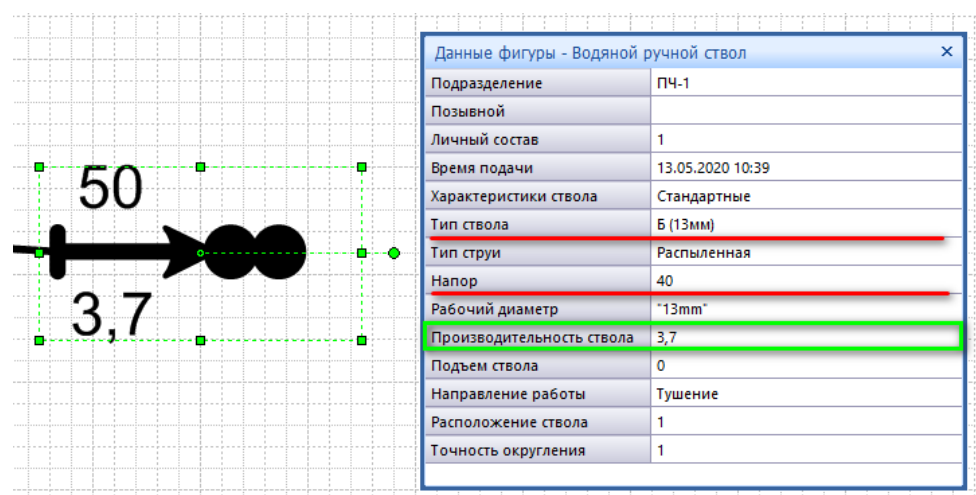 50
3,7
Данные фигуры - Водяной ручной ствол ×
Подразделение ПЧ-1
Позывной
Личный состав 1
Время подачи 13.05.2020 10:39
Характеристики ствола Стандартные
Тип ствола Б (13мм)
Тип струи Распыленная
Напор 40
Рабочий диаметр "13mm"
Производительность ствола 3,7
Подъем ствола 0
Направление работы Тушение
Расположение ствола 1
Точность округления 1